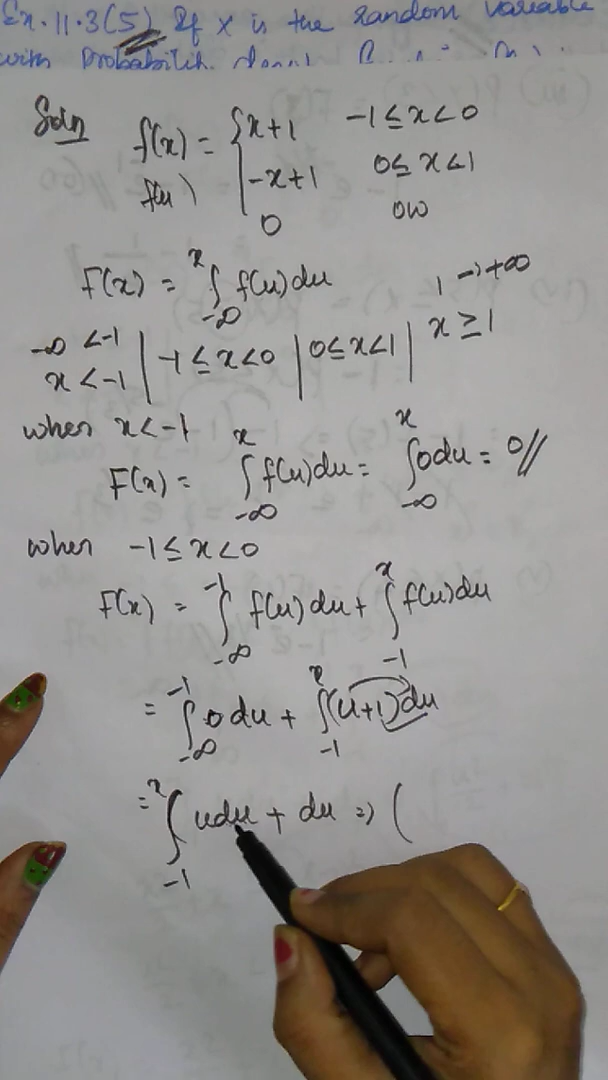 Ex.11.3(5) If X is the random variable
with Probabilit
Soln f(x) = { x+1 -1 ≤ x < 0
f(u) -x+1 0 ≤ x < 1
0 ow
F(x) = ∫_{-∞}^{x} f(u) du 1 → +∞
-∞ < -1 | -1 ≤ x < 0 | 0 ≤ x < 1 | x ≥ 1
x < -1
when x < -1
F(x) = ∫_{-∞}^{x} f(u) du = ∫_{-∞}^{x} 0 du = 0//
when -1 ≤ x < 0
F(x) = ∫_{-∞}^{-1} f(u) du + ∫_{-1}^{x} f(u) du
= ∫_{-∞}^{-1} 0 du + ∫_{-1}^{x} (u+1) du
= ∫_{-1}^{x} u du + du ⇒ (